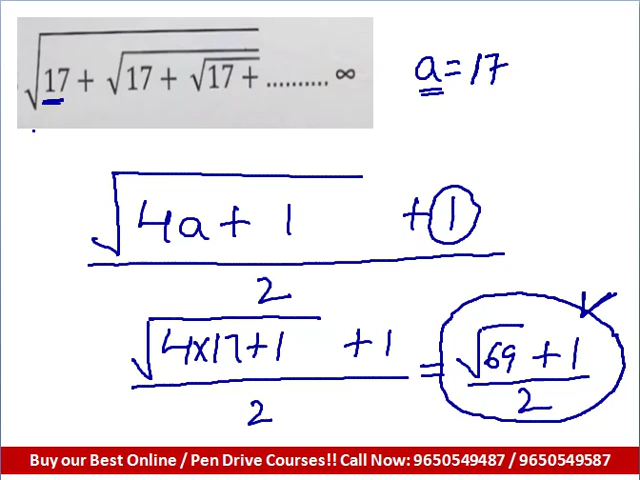 √(17 + √(17 + √(17 + .......... ∞
a = 17
√(4a + 1) + 1
2
√(4×17+1) + 1
2
= √69 + 1
2
Buy our Best Online / Pen Drive Courses!! Call Now: 9650549487 / 9650549587